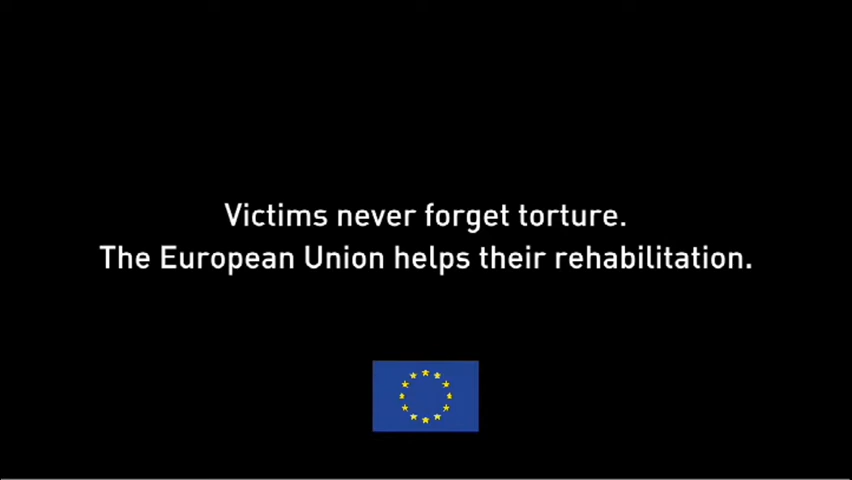 Victims never forget torture.
The European Union helps their rehabilitation.